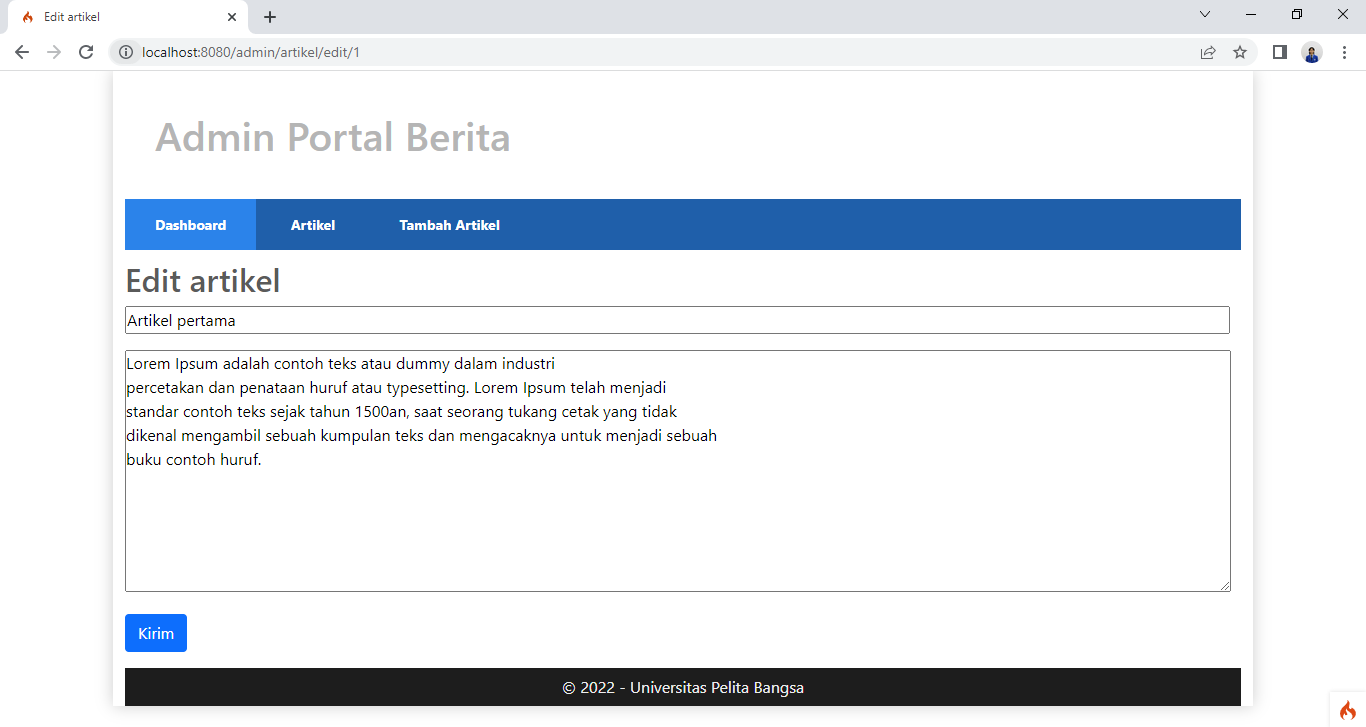 Edit artikel
localhost:8080/admin/artikel/edit/1
Admin Portal Berita
Dashboard Artikel Tambah Artikel
Edit artikel
Artikel pertama
Lorem Ipsum adalah contoh teks atau dummy dalam industri
percetakan dan penataan huruf atau typesetting. Lorem Ipsum telah menjadi
standar contoh teks sejak tahun 1500an, saat seorang tukang cetak yang tidak
dikenal mengambil sebuah kumpulan teks dan mengacaknya untuk menjadi sebuah
buku contoh huruf.
Kirim
© 2022 - Universitas Pelita Bangsa